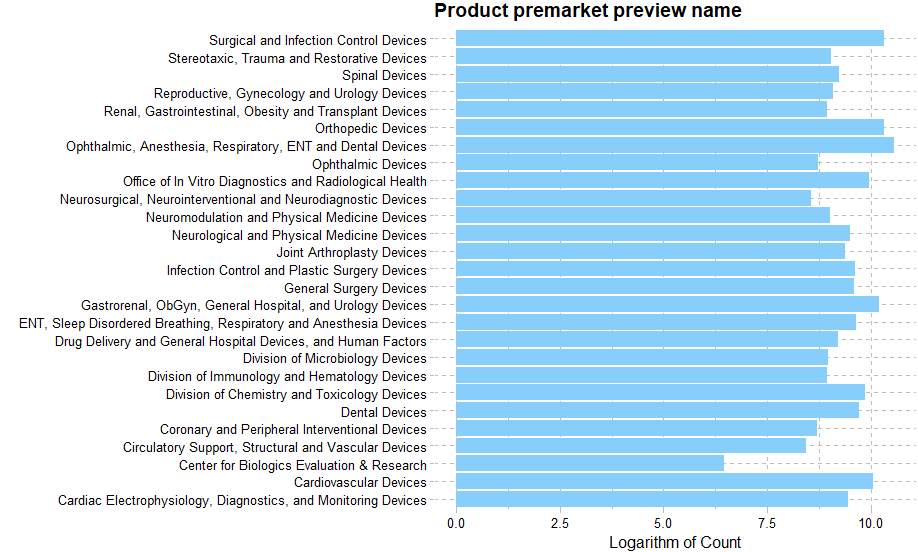 Product premarket preview name
Surgical and Infection Control Devices
Stereotaxic, Trauma and Restorative Devices
Spinal Devices
Reproductive, Gynecology and Urology Devices
Renal, Gastrointestinal, Obesity and Transplant Devices
Orthopedic Devices
Ophthalmic, Anesthesia, Respiratory, ENT and Dental Devices
Ophthalmic Devices
Office of In Vitro Diagnostics and Radiological Health
Neurosurgical, Neurointerventional and Neurodiagnostic Devices
Neuromodulation and Physical Medicine Devices
Neurological and Physical Medicine Devices
Joint Arthroplasty Devices
Infection Control and Plastic Surgery Devices
General Surgery Devices
Gastrorenal, ObGyn, General Hospital, and Urology Devices
ENT, Sleep Disordered Breathing, Respiratory and Anesthesia Devices
Drug Delivery and General Hospital Devices, and Human Factors
Division of Microbiology Devices
Division of Immunology and Hematology Devices
Division of Chemistry and Toxicology Devices
Dental Devices
Coronary and Peripheral Interventional Devices
Circulatory Support, Structural and Vascular Devices
Center for Biologics Evaluation & Research
Cardiovascular Devices
Cardiac Electrophysiology, Diagnostics, and Monitoring Devices
0.0 2.5 5.0 7.5 10.0
Logarithm of Count